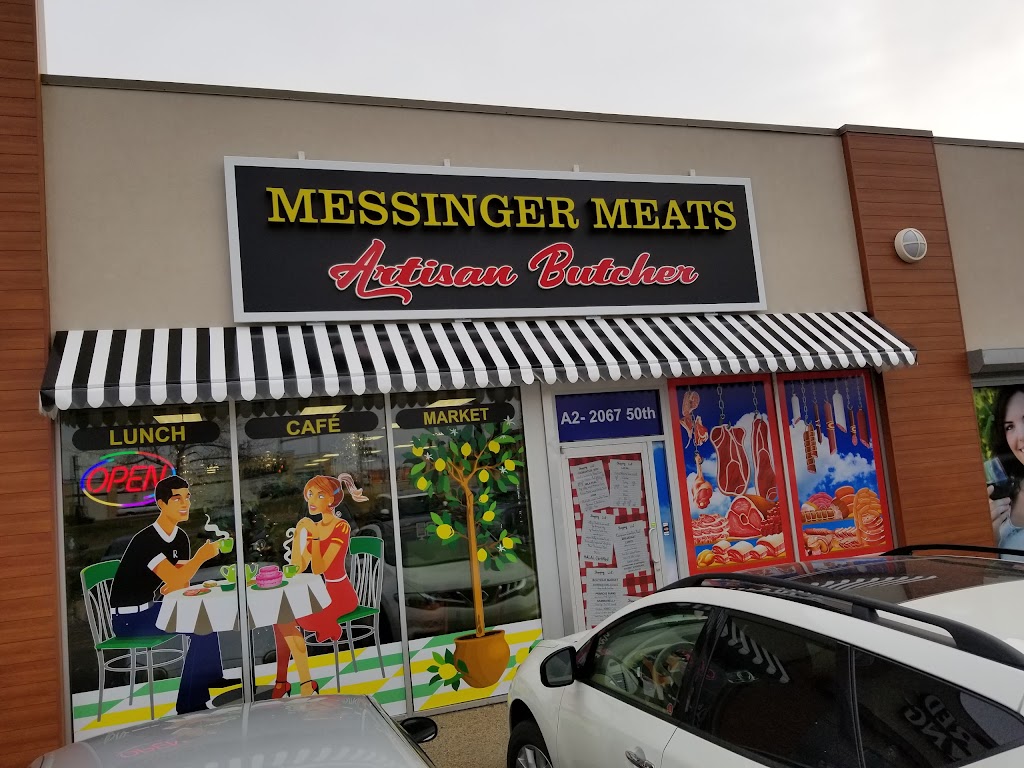 MESSINGER MEATS
Artisan Butcher
LUNCH
CAFÉ
MARKET
A2- 2067 50th
OPEN